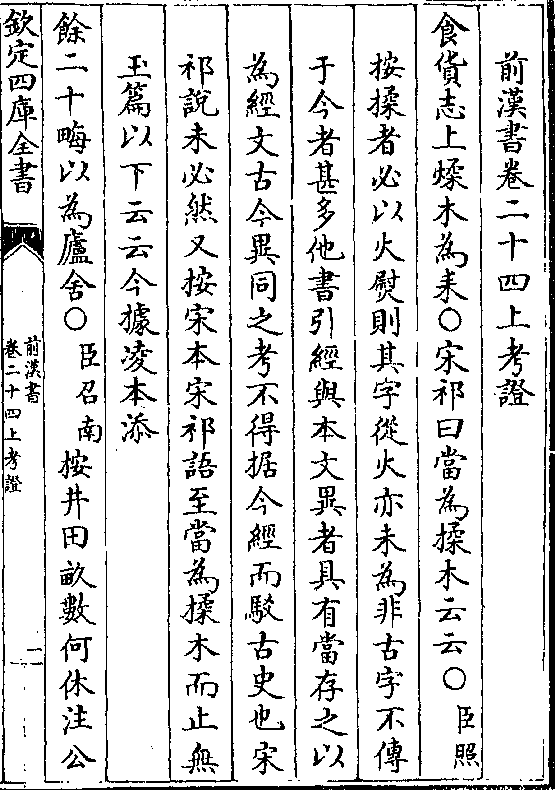 前漢書卷二十四上考證
食貨志上煣木為耒○宋祁曰當為揉木云云○臣照
按揉者必以火熨則其字從火亦未為非古字不傳
于今者甚多他書引經與本文異者具有當存之以
為經文古今異同之考不得据今經而駮古史也宋
祁說未必然又按宋本宋祁語至當為揉木而止無
玉篇以下云云今據凌本添
餘二十畮以為廬舍○臣召南按井田畝數何休注公
欽定四庫全書
前漢書
卷二十四上考證
二